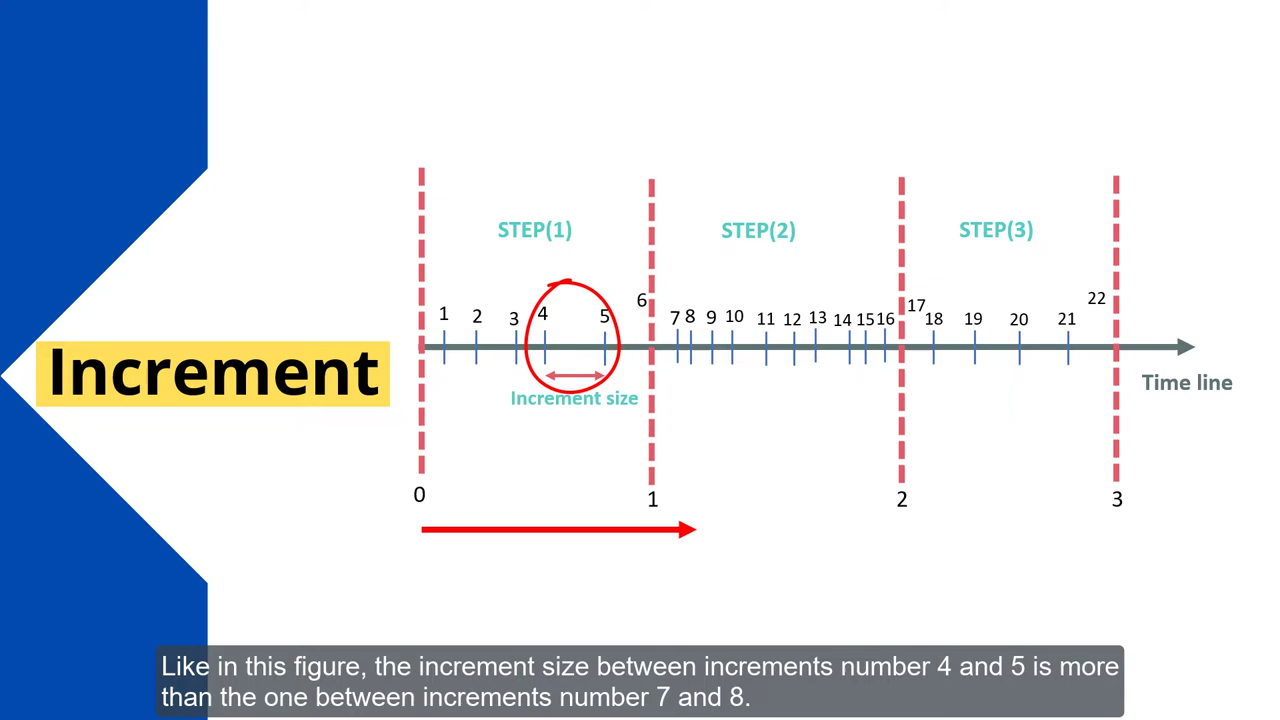 Increment
STEP(1)
STEP(2)
STEP(3)
1 2 3 4 5 6 7 8 9 10 11 12 13 14 15 16 17 18 19 20 21 22
Increment size
Time line
0 1 2 3
Like in this figure, the increment size between increments number 4 and 5 is more
than the one between increments number 7 and 8.